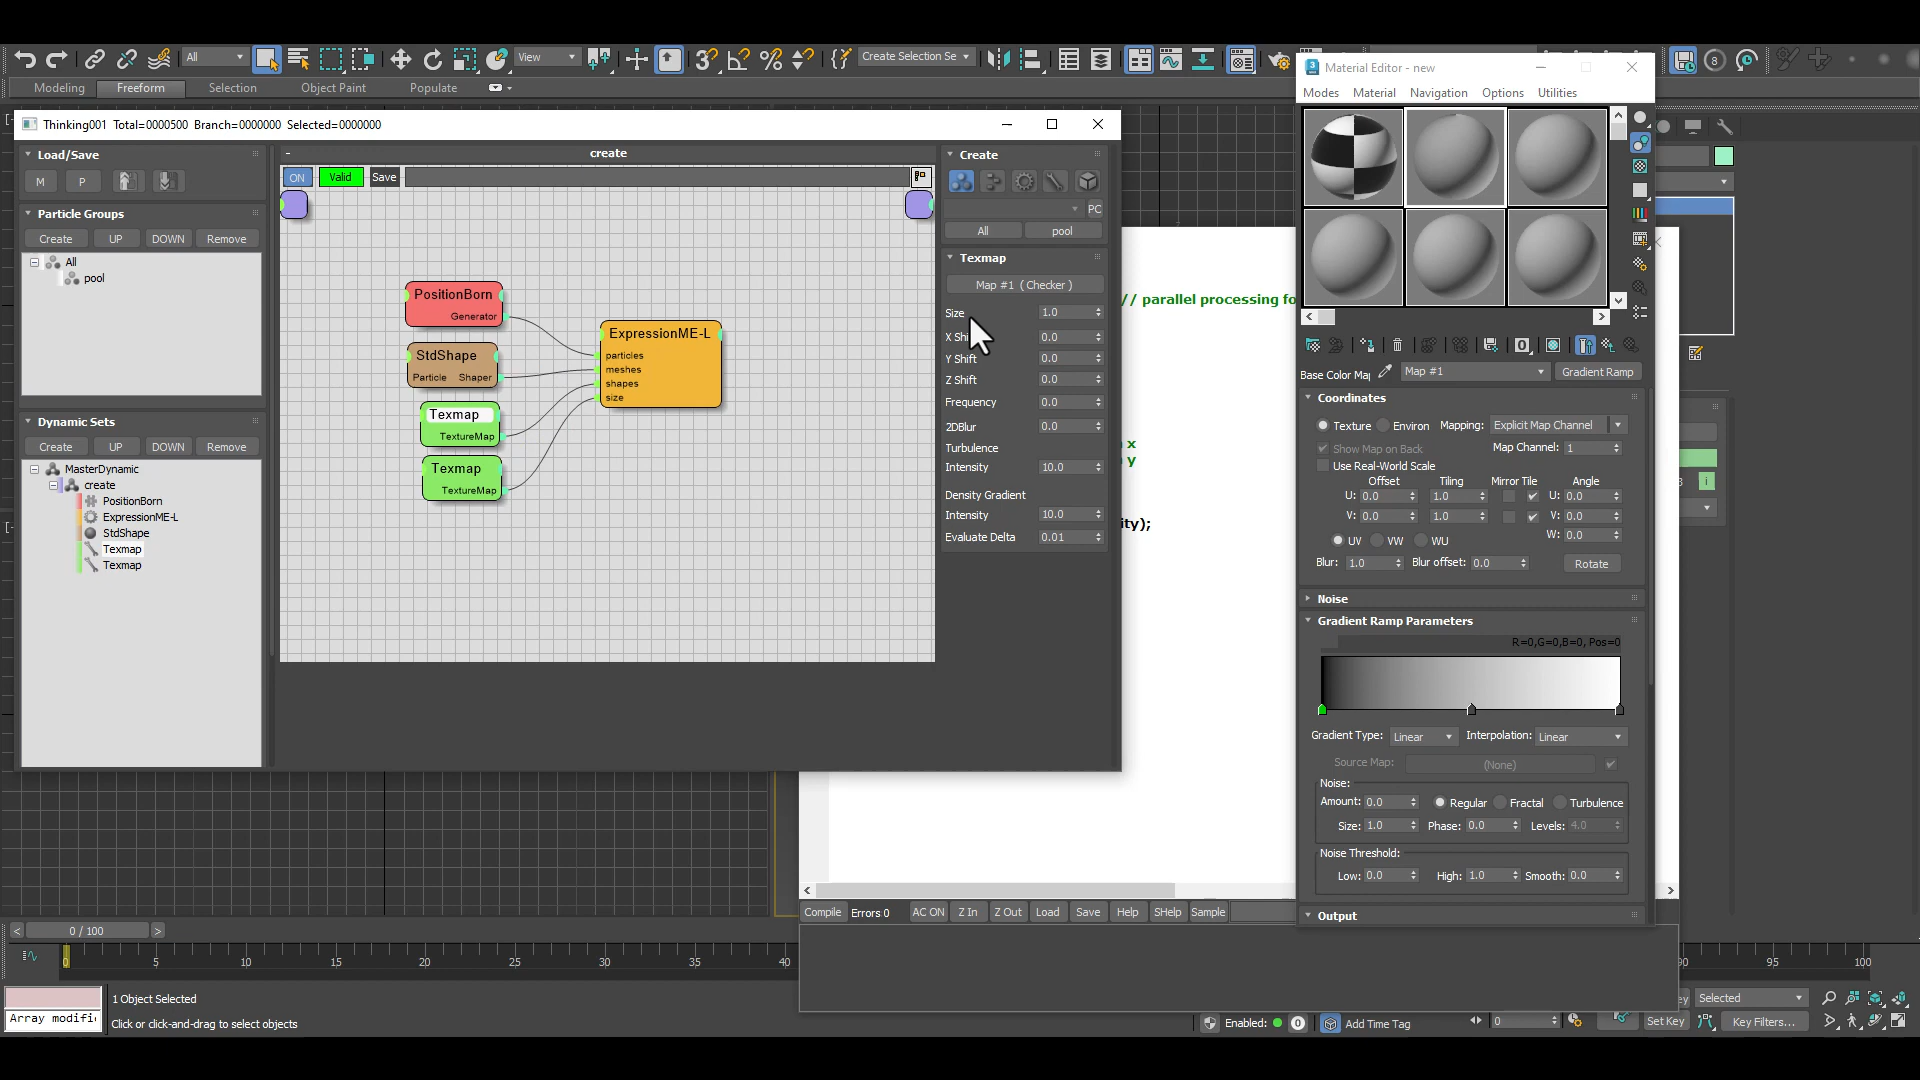 All
View
Create Selection Se
8
Modeling
Freeform
Selection
Object Paint
Populate
Thinking001 Total=0000500 Branch=0000000 Selected=0000000
Load/Save
M
P
Particle Groups
Create
UP
DOWN
Remove
All
pool
Dynamic Sets
Create
UP
DOWN
Remove
MasterDynamic
create
PositionBorn
ExpressionME-L
StdShape
Texmap
Texmap
create
ON
Valid
Save
PositionBorn
Generator
StdShape
Particle Shaper
Texmap
TextureMap
Texmap
TextureMap
ExpressionME-L
particles
meshes
shapes
size
Create
PC
All
pool
Texmap
Map #1 ( Checker )
Size 1.0
X Shi 0.0
Y Shift 0.0
Z Shift 0.0
Frequency 0.0
2DBlur 0.0
Turbulence
Intensity 10.0
Density Gradient
Intensity 10.0
Evaluate Delta 0.01
// parallel processing fo
x
y
ity);
Compile
Errors 0
AC ON
Z In
Z Out
Load
Save
Help
SHelp
Sample
Material Editor - new
Modes
Material
Navigation
Options
Utilities
Base Color Map
Map #1
Gradient Ramp
Coordinates
Texture Environ Mapping: Explicit Map Channel
Show Map on Back Map Channel: 1
Use Real-World Scale
Offset Tiling Mirror Tile Angle
U: 0.0 1.0 U: 0.0
V: 0.0 1.0 V: 0.0
W: 0.0
UV VW WU
Blur: 1.0 Blur offset: 0.0 Rotate
Noise
Gradient Ramp Parameters
R=0,G=0,B=0, Pos=0
Gradient Type: Linear Interpolation: Linear
Source Map: (None)
Noise:
Amount: 0.0 Regular Fractal Turbulence
Size: 1.0 Phase: 0.0 Levels: 4.0
Noise Threshold:
Low: 0.0 High: 1.0 Smooth: 0.0
Output
0 / 100
0 5 10 15 20 25 30 35 40 90 95 100
1 Object Selected
Array modifi
Click or click-and-drag to select objects
Enabled:
0
Add Time Tag
0
ey
Selected
Set Key
Key Filters...